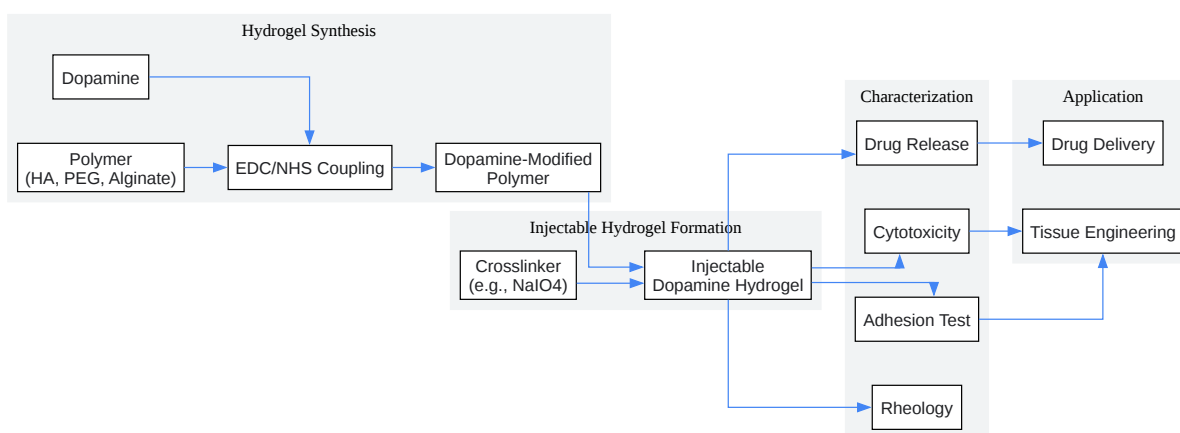 Hydrogel Synthesis
Dopamine
Polymer
(HA, PEG, Alginate)
EDC/NHS Coupling
Dopamine-Modified
Polymer
Injectable Hydrogel Formation
Crosslinker
(e.g., NaIO4)
Injectable
Dopamine Hydrogel
Characterization
Drug Release
Cytotoxicity
Adhesion Test
Rheology
Application
Drug Delivery
Tissue Engineering